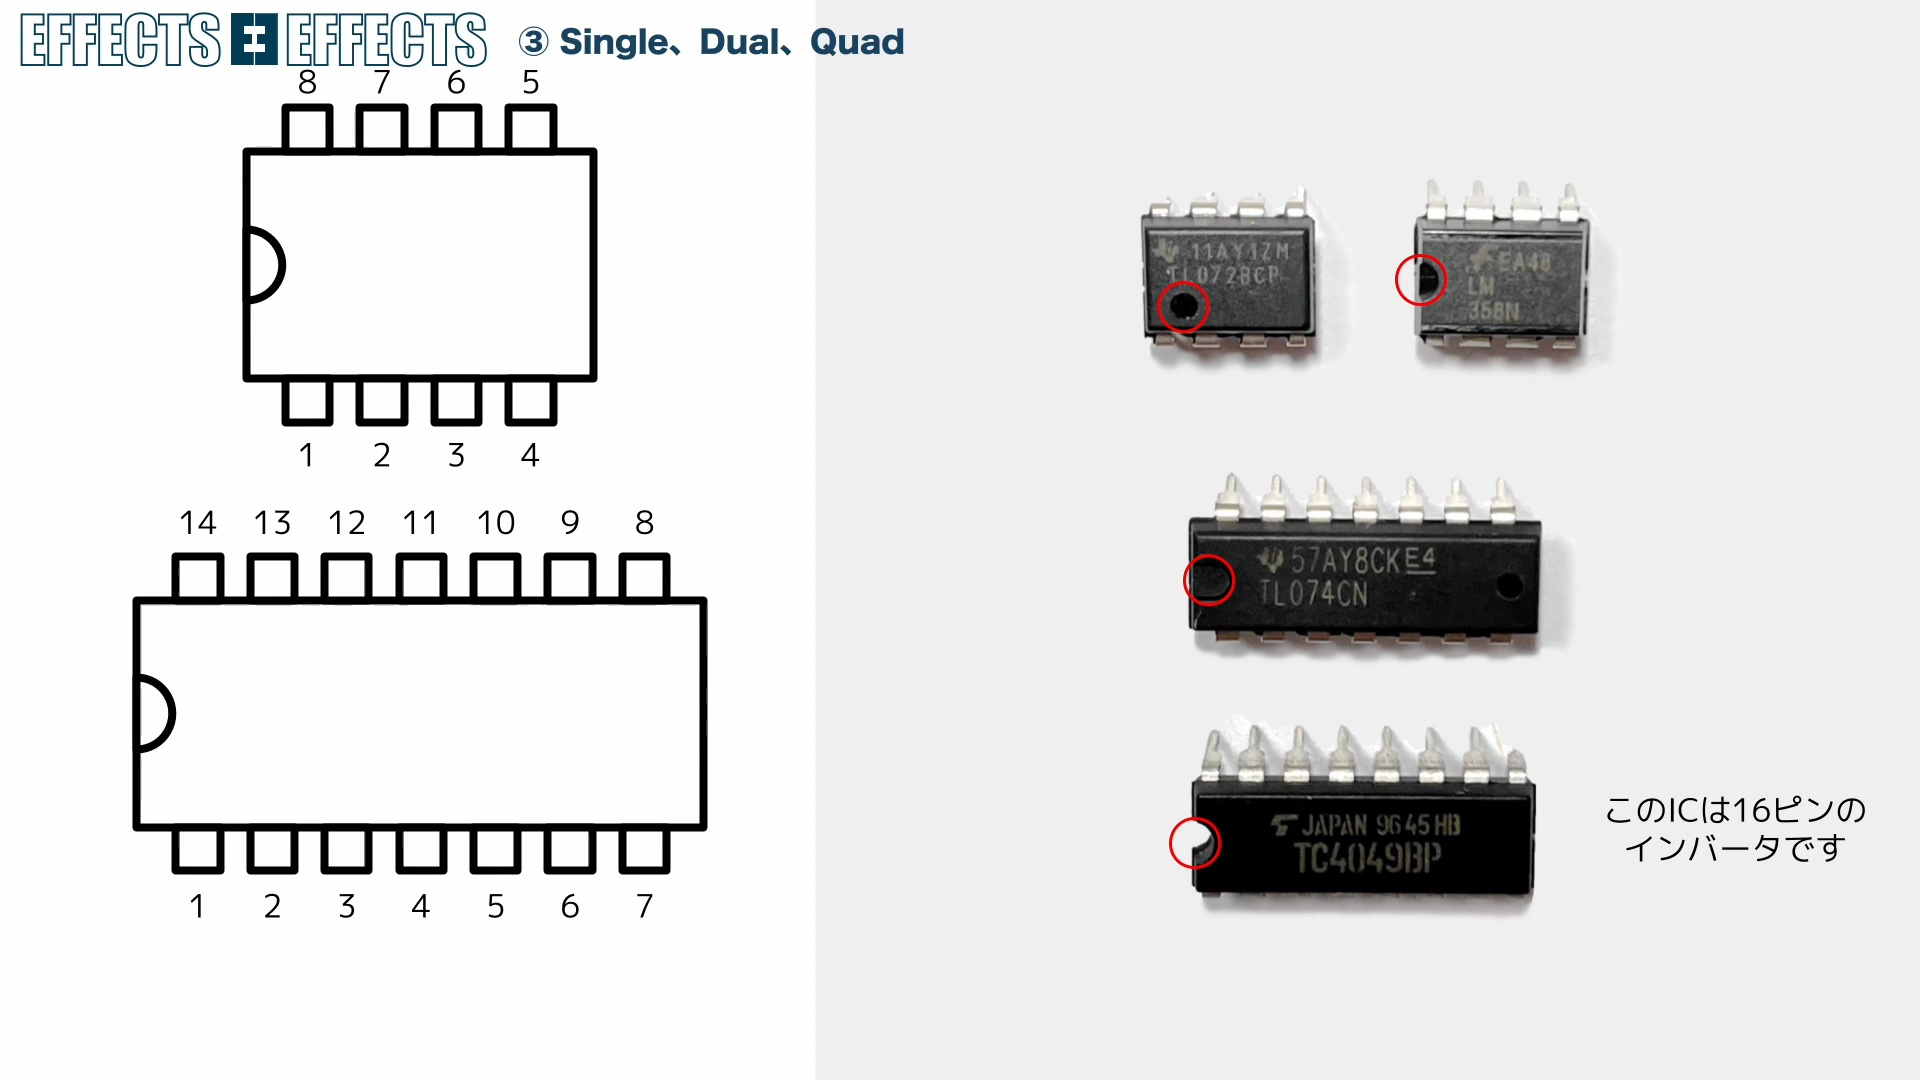 EFFECTS EFFECTS ③ Single、Dual、Quad
8 7 6 5
1 2 3 4
14 13 12 11 10 9 8
1 2 3 4 5 6 7
11AY1ZM
TL072BCP
EA48
LM
358N
57AY8CKE4
TL074CN
JAPAN 9645HB
TC4049BP
このICは16ピンの
インバータです